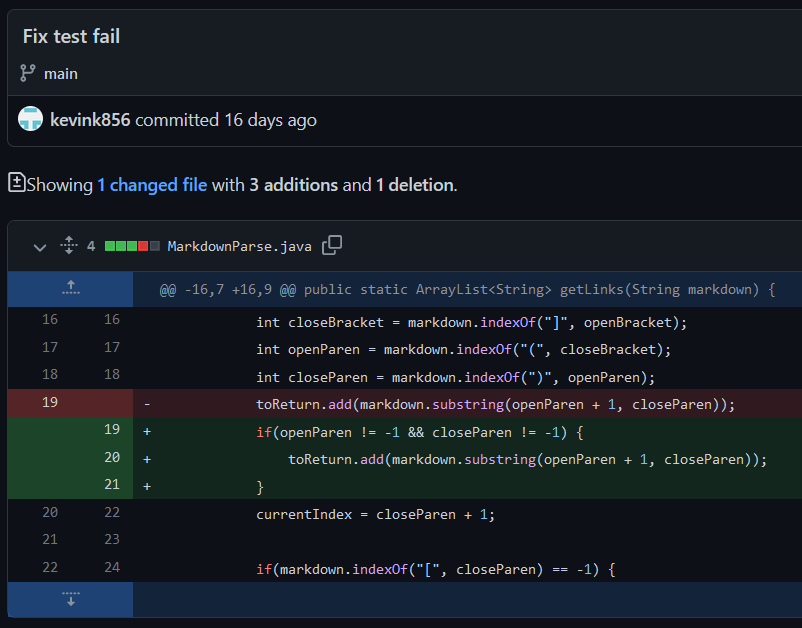 Fix test fail
main
kevink856 committed 16 days ago
Showing 1 changed file with 3 additions and 1 deletion.
4 MarkdownParse.java
@@ -16,7 +16,9 @@ public static ArrayList<String> getLinks(String markdown) {
16 16 int closeBracket = markdown.indexOf("]", openBracket);
17 17 int openParen = markdown.indexOf("(", closeBracket);
18 18 int closeParen = markdown.indexOf(")", openParen);
19 - toReturn.add(markdown.substring(openParen + 1, closeParen));
19 + if(openParen != -1 && closeParen != -1) {
20 + toReturn.add(markdown.substring(openParen + 1, closeParen));
21 + }
20 22 currentIndex = closeParen + 1;
21 23
22 24 if(markdown.indexOf("[", closeParen) == -1) {